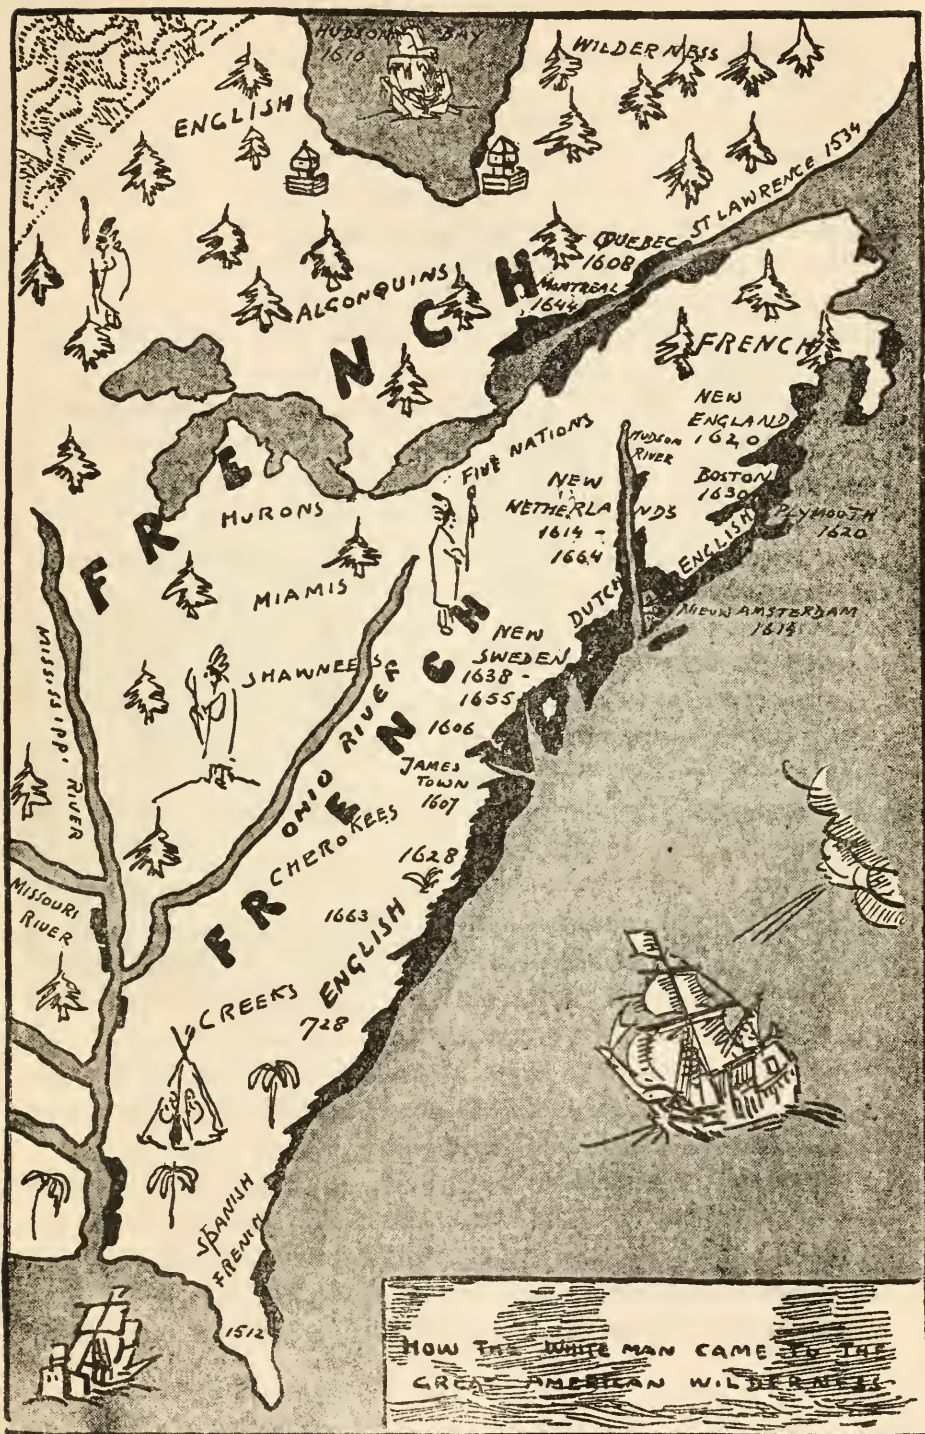 HUDSON BAY
1610
WILDERNESS
ENGLISH
ST LAWRENCE 1534
QUEBEC
1608
MONTREAL
1644
ALGONQUINS
FRENCH
FRENCH
NEW
ENGLAND
1620
HUDSON
RIVER
FIVE NATIONS
BOSTON
1630
NEW
NETHERLANDS
1614 -
1664
PLYMOUTH
1620
ENGLISH
HURONS
MIAMIS
DUTCH
NIEUW AMSTERDAM
NEW
SWEDEN
1638 -
1655
MISSISSIPPI RIVER
SHAWNEES
OHIO RIVER
FRENCH
1606
JAMES
TOWN
1607
CHEROKEES
1628
MISSOURI
RIVER
1663
ENGLISH
CREEKS
1728
SPANISH
FRENCH
1512
HOW THE WHITE MAN CAME TO THE
GREAT AMERICAN WILDERNESS